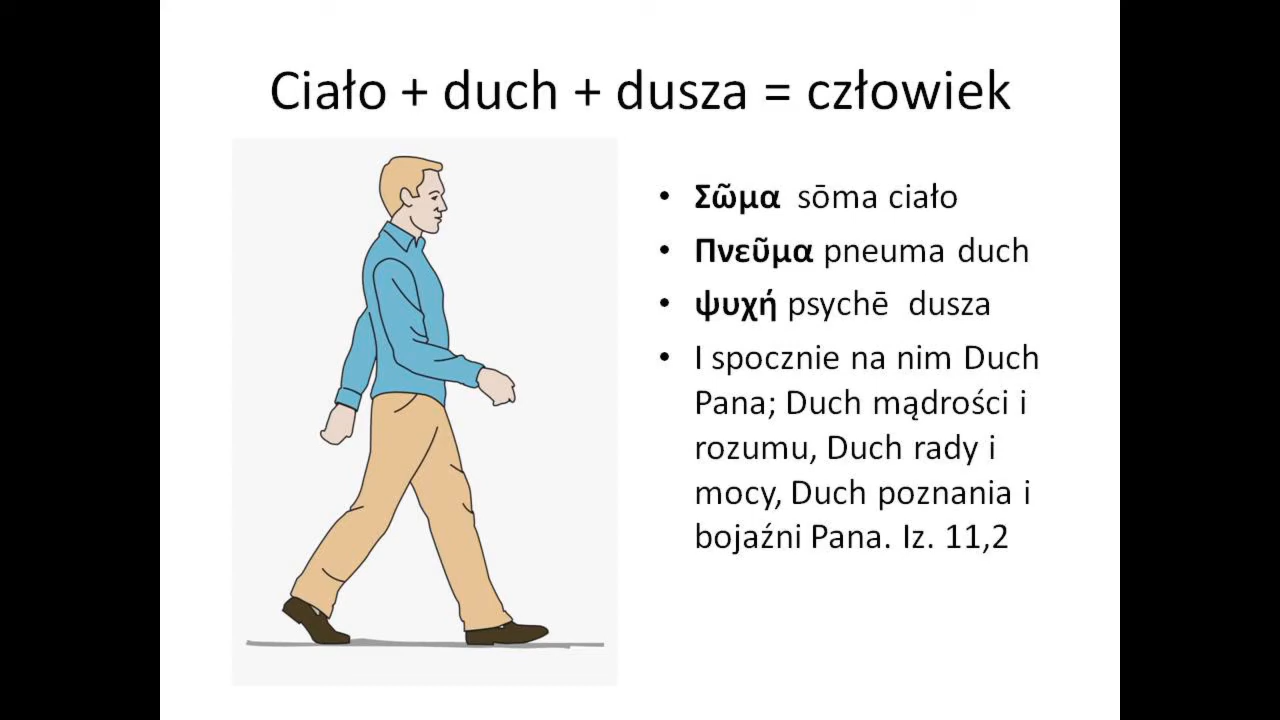 Ciało + duch + dusza = człowiek
• Σῶμα sōma ciało
• Πνεῦμα pneuma duch
• ψυχή psychē dusza
• I spocznie na nim Duch
Pana; Duch mądrości i
rozumu, Duch rady i
mocy, Duch poznania i
bojaźni Pana. Iz. 11,2